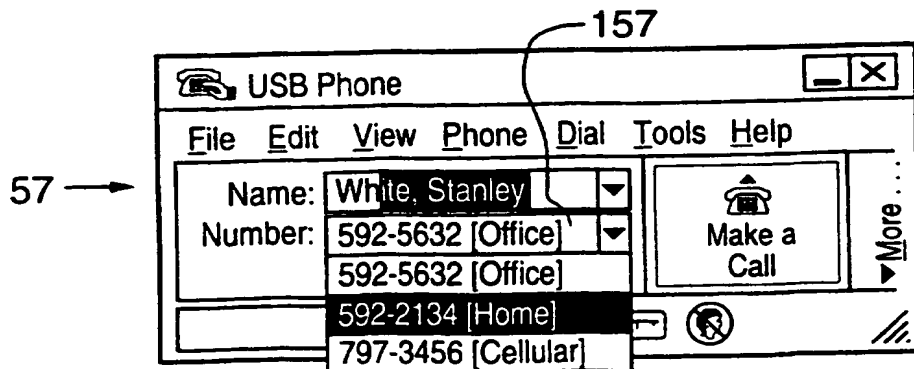 157
USB Phone
File Edit View Phone Dial Tools Help
57
Name: White, Stanley
Number: 592-5632 [Office]
592-5632 [Office]
592-2134 [Home]
797-3456 [Cellular]
Make a
Call
More...